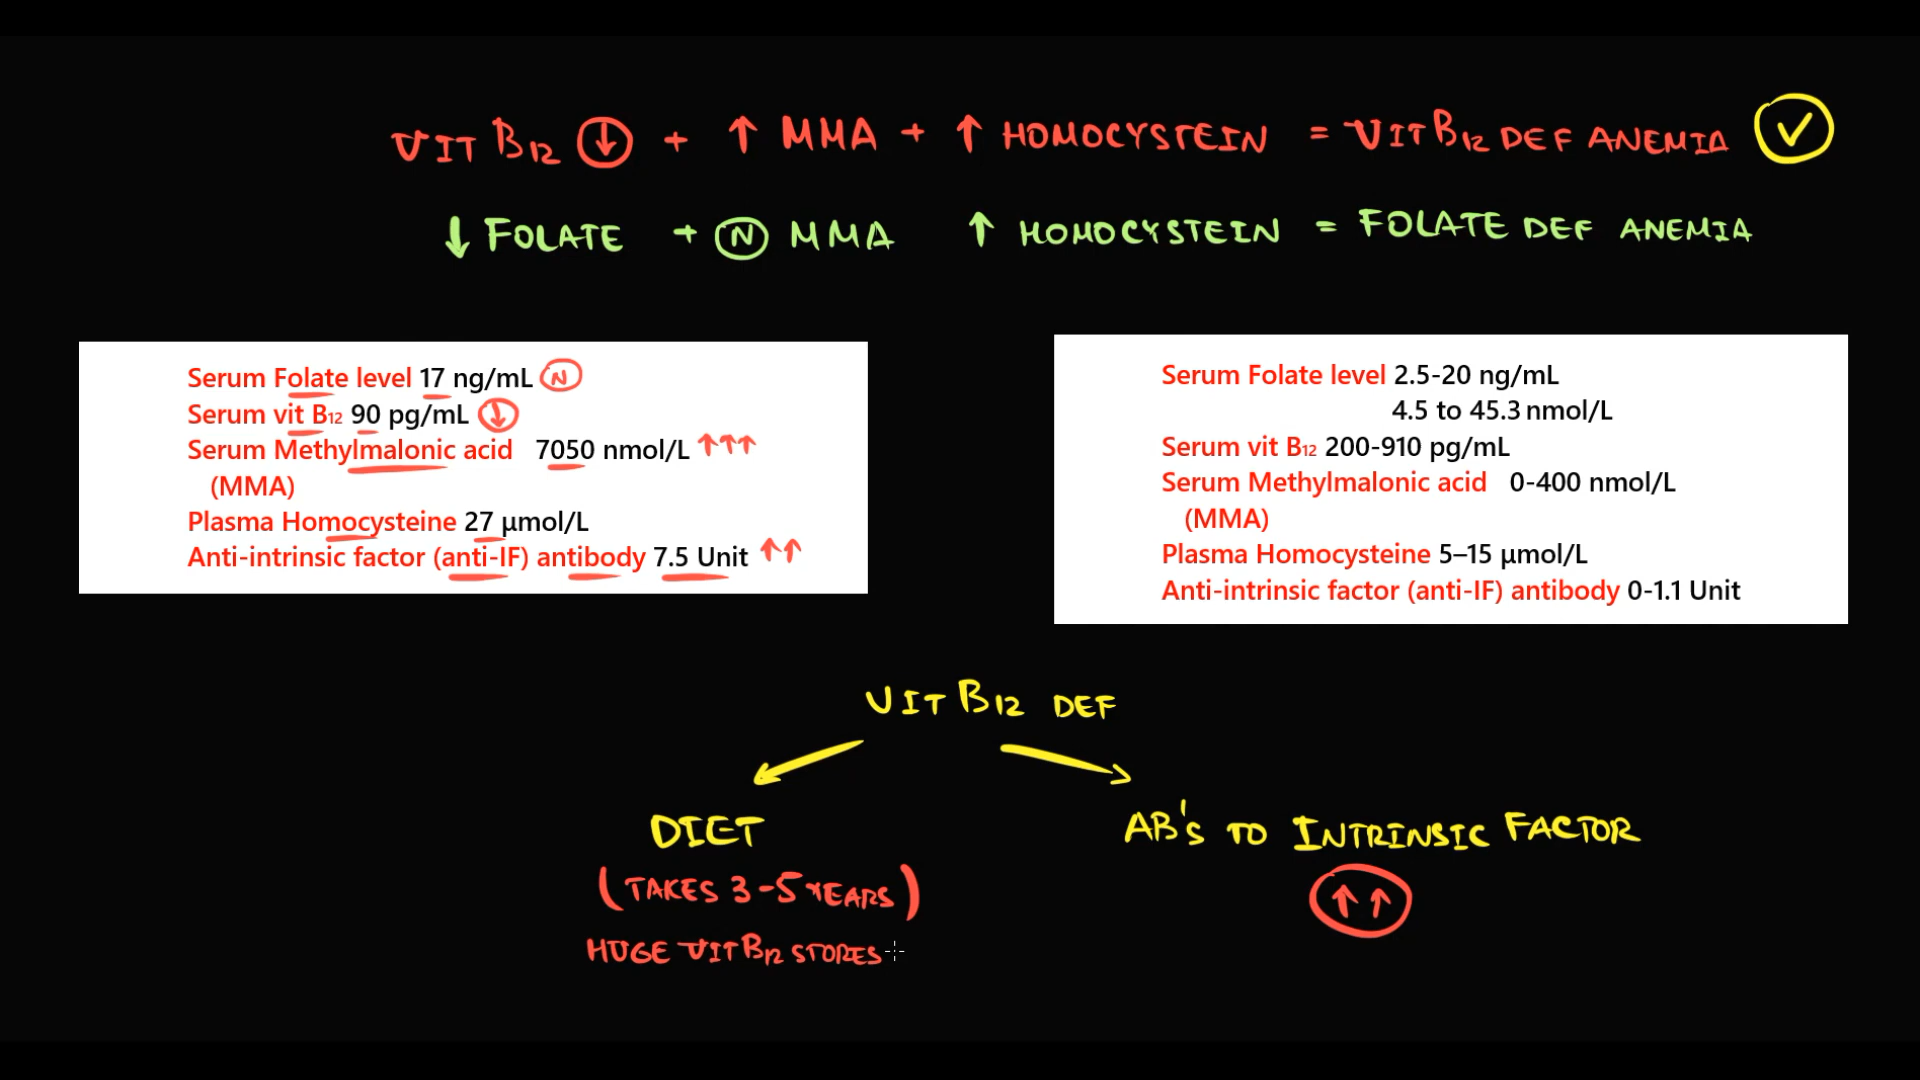 VIT B12 ↓ + ↑ MMA + ↑ HOMOCYSTEIN = VIT B12 DEF ANEMIA ✓
↓ FOLATE + N MMA ↑ HOMOCYSTEIN = FOLATE DEF ANEMIA
Serum Folate level 17 ng/mL N
Serum vit B12 90 pg/mL ↓
Serum Methylmalonic acid 7050 nmol/L ↑↑↑
(MMA)
Plasma Homocysteine 27 µmol/L
Anti-intrinsic factor (anti-IF) antibody 7.5 Unit ↑↑
Serum Folate level 2.5-20 ng/mL
4.5 to 45.3 nmol/L
Serum vit B12 200-910 pg/mL
Serum Methylmalonic acid 0-400 nmol/L
(MMA)
Plasma Homocysteine 5–15 µmol/L
Anti-intrinsic factor (anti-IF) antibody 0-1.1 Unit
VIT B12 DEF
DIET
(TAKES 3-5 YEARS)
HUGE VIT B12 STORES
AB'S TO INTRINSIC FACTOR
↑↑